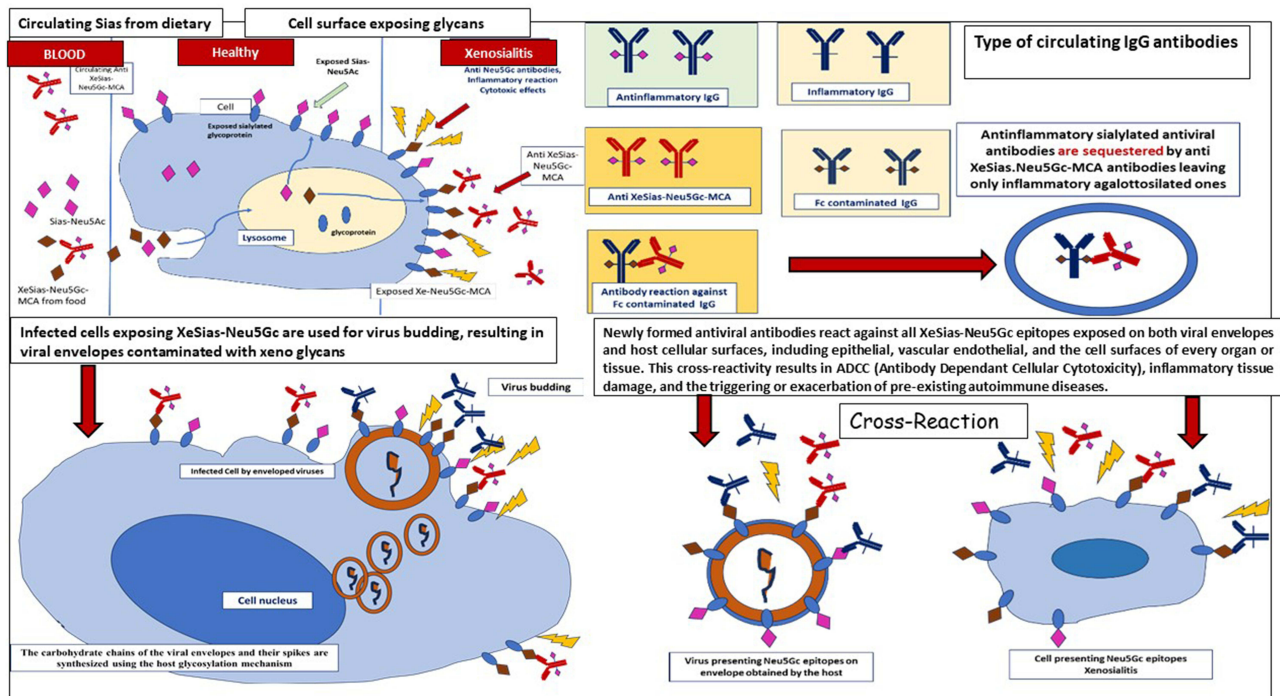 Circulating Sias from dietary
Cell surface exposing glycans
BLOOD
Healthy
Xenosialitis
Circulating Anti
XeSias-
Neu5Gc-MCA
Exposed Sias-
Neu5Ac
Anti Neu5Gc antibodies,
Inflammatory reaction
Cytotoxic effects
Cell
Exposed sialylated
glycoprotein
Anti XeSias-
Neu5Gc-
MCA
Sias-Neu5Ac
Lysosome
glycoprotein
XeSias-Neu5Gc-
MCA from food
Exposed Xe-Neu5Gc-MCA
Antinflammatory IgG
Inflammatory IgG
Type of circulating IgG antibodies
Anti XeSias-Neu5Gc-MCA
Fc contaminated IgG
Antinflammatory sialylated antiviral
antibodies are sequestered by anti
XeSias.Neu5Gc-MCA antibodies leaving
only inflammatory agalottosilated ones
Antibody reaction against
Fc contaminated IgG
Infected cells exposing XeSias-Neu5Gc are used for virus budding, resulting in
viral envelopes contaminated with xeno glycans
Newly formed antiviral antibodies react against all XeSias-Neu5Gc epitopes exposed on both viral envelopes
and host cellular surfaces, including epithelial, vascular endothelial, and the cell surfaces of every organ or
tissue. This cross-reactivity results in ADCC (Antibody Dependant Cellular Cytotoxicity), inflammatory tissue
damage, and the triggering or exacerbation of pre-existing autoimmune diseases.
Virus budding
Cross-Reaction
Infected Cell by enveloped viruses
Cell nucleus
The carbohydrate chains of the viral envelopes and their spikes are
synthesized using the host glycosylation mechanism
Virus presenting Neu5Gc epitopes on
envelope obtained by the host
Cell presenting Neu5Gc epitopes
Xenosialitis